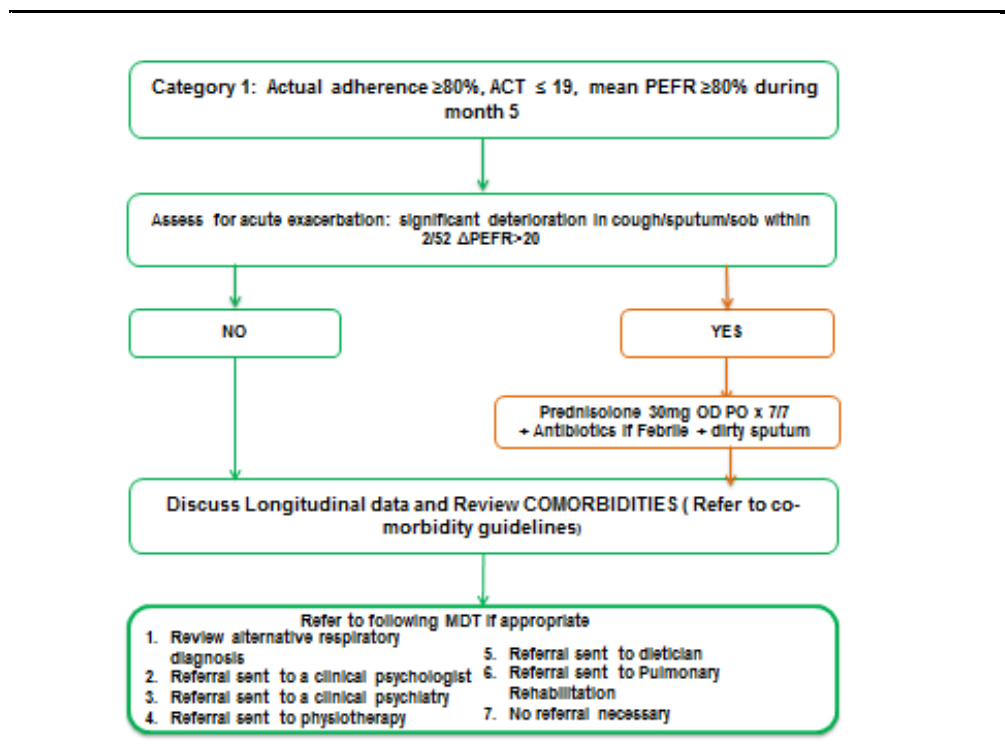 Category 1: Actual adherence ≥80%, ACT ≤ 19, mean PEFR ≥80% during
month 5
Assess for acute exacerbation: significant deterioration in cough/sputum/sob within
2/52 ΔPEFR>20
NO
YES
Prednisolone 30mg OD PO x 7/7
+ Antibiotics if Febrile + dirty sputum
Discuss Longitudinal data and Review COMORBIDITIES ( Refer to co-
morbidity guidelines)
Refer to following MDT if appropriate
1. Review alternative respiratory
diagnosis
2. Referral sent to a clinical psychologist
3. Referral sent to a clinical psychiatry
4. Referral sent to physiotherapy
5. Referral sent to dietician
6. Referral sent to Pulmonary
Rehabilitation
7. No referral necessary